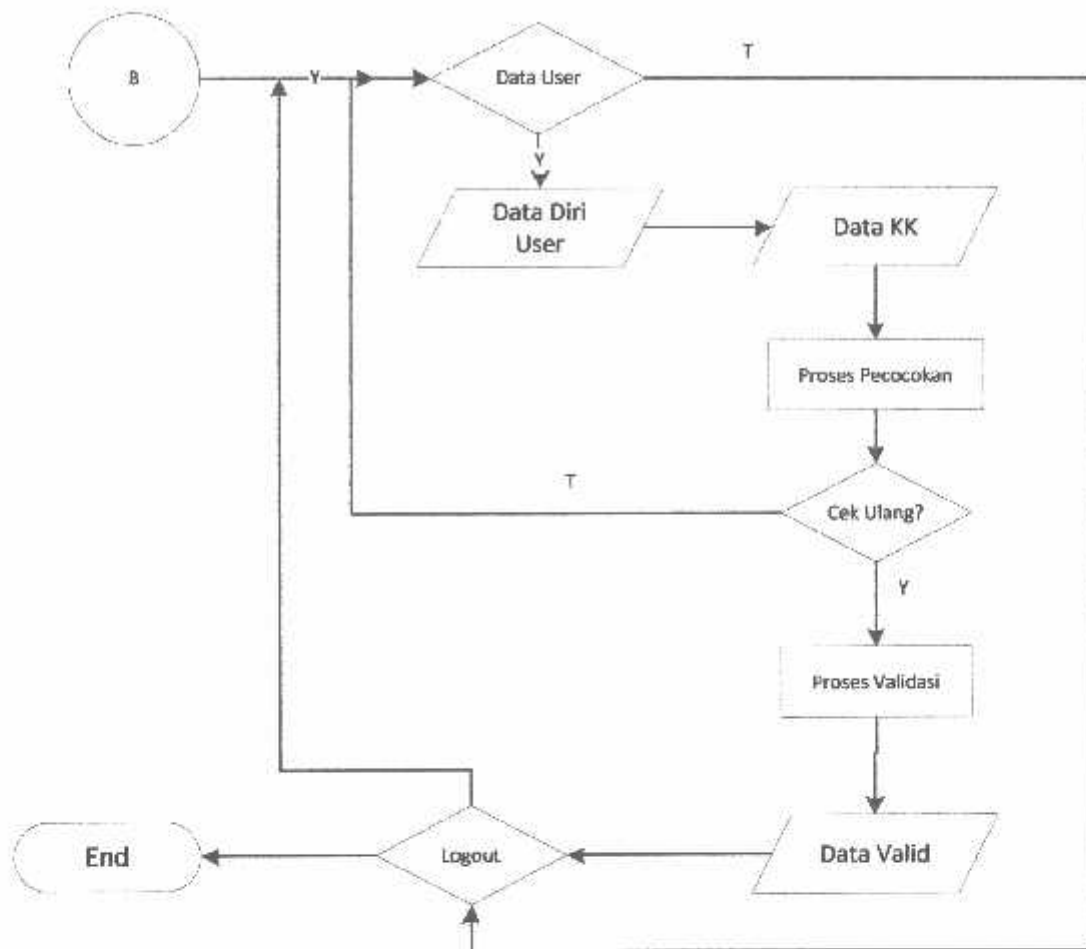 B
Y
Data User
T
Y
Data Diri
User
Data KK
Proses Pecocokan
T
Cek Ulang?
Y
Proses Validasi
End
Logout
Data Valid